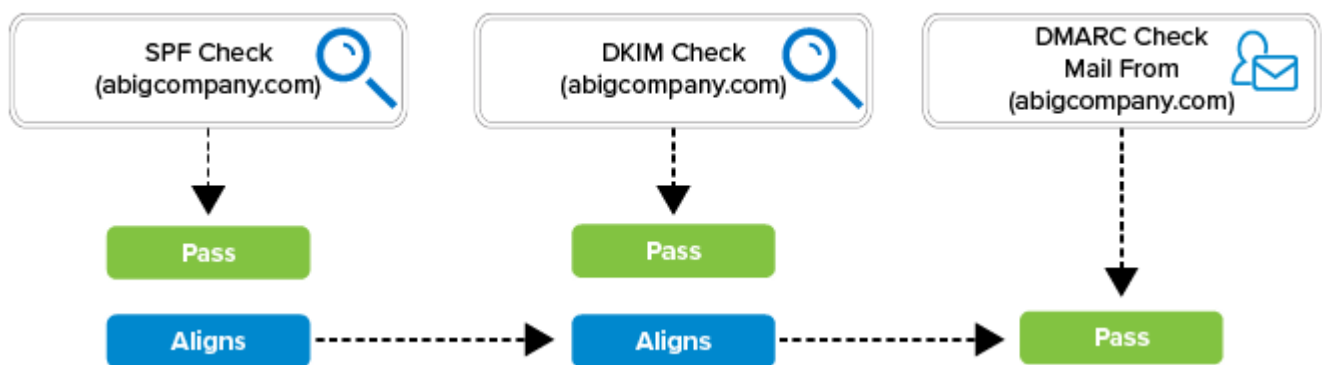 SPF Check
(abigcompany.com)
DKIM Check
(abigcompany.com)
DMARC Check
Mail From
(abigcompany.com)
Pass
Pass
Aligns
Aligns
Pass